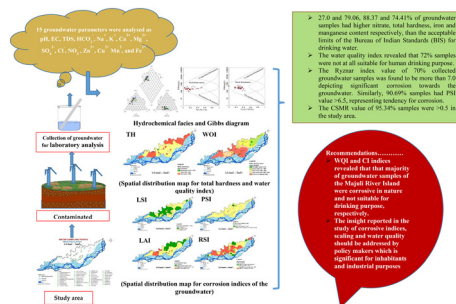 15 groundwater parameters were analysed as
pH, EC, TDS, HCO₃⁻, Na⁺, K⁺, Ca²⁺, Mg²⁺,
SO₄²⁻, Cl⁻, NO₃⁻, Zn²⁺, Cu²⁺ Mn²⁺, and Fe²⁺
Collection of groundwater
for laboratory analysis
Contaminated
Study area
Hydrochemical facies and Gibbs diagram
TH
WQI
(Spatial distribution map for total hardness and water
quality index)
LSI
PSI
LAI
RSI
(Spatial distribution map for corrosion indices of the
groundwater)
27.0 and 79.06, 88.37 and 74.41% of groundwater
samples had higher nitrate, total hardness, iron and
manganese content respectively, than the acceptable
limits of the Bureau of Indian Standards (BIS) for
drinking water.
The water quality index revealed that 72% samples
were not at all suitable for human drinking purpose.
The Ryznar index value of 70% collected
groundwater samples was found to be more than 7.0
depicting significant corrosion towards the
groundwater. Similarly, 90.69% samples had PSI
value >6.5, representing tendency for corrosion.
The CSMR value of 95.34% samples were >0.5 in
the study area.
Recommendations…………
WQI and CI indices
revealed that that majority
of groundwater samples of
the Majuli River Island
were corrosive in nature
and not suitable for
drinking purpose,
respectively.
The insight reported in the
study of corrosive indices,
scaling and water quality
should be addressed by
policy makers which is
significant for inhabitants
and industrial purposes